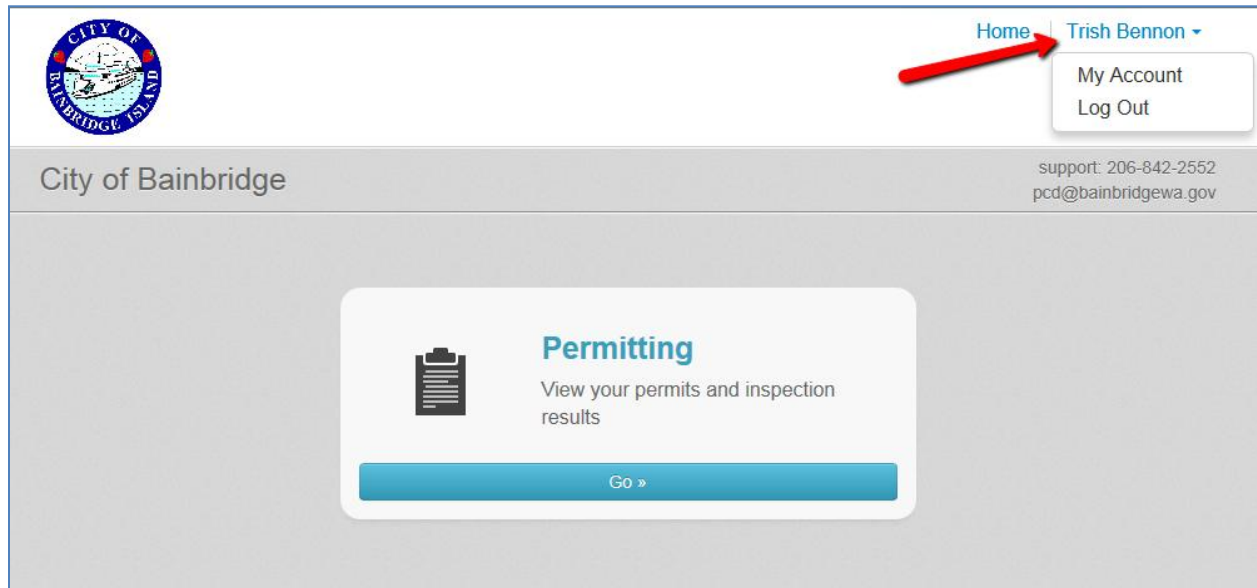 CITY OF
BAINBRIDGE ISLAND
Home
Trish Bennon
My Account
Log Out
City of Bainbridge
support: 206-842-2552
pcd@bainbridgewa.gov
Permitting
View your permits and inspection
results
Go »